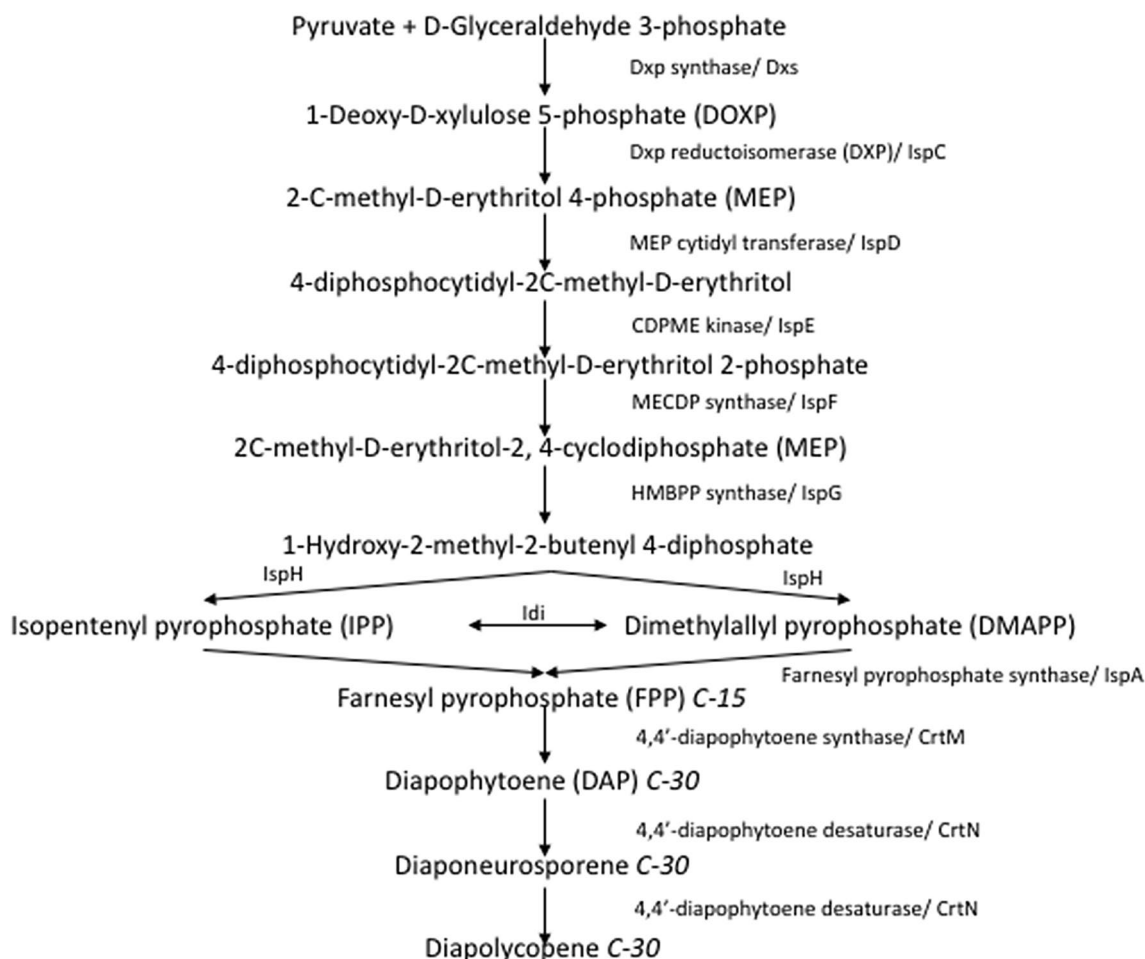 Pyruvate + D-Glyceraldehyde 3-phosphate
Dxp synthase/ Dxs
1-Deoxy-D-xylulose 5-phosphate (DOXP)
Dxp reductoisomerase (DXP)/ IspC
2-C-methyl-D-erythritol 4-phosphate (MEP)
MEP cytidyl transferase/ IspD
4-diphosphocytidyl-2C-methyl-D-erythritol
CDPME kinase/ IspE
4-diphosphocytidyl-2C-methyl-D-erythritol 2-phosphate
MECDP synthase/ IspF
2C-methyl-D-erythritol-2, 4-cyclodiphosphate (MEP)
HMBPP synthase/ IspG
1-Hydroxy-2-methyl-2-butenyl 4-diphosphate
IspH
IspH
Isopentenyl pyrophosphate (IPP)
Idi
Dimethylallyl pyrophosphate (DMAPP)
Farnesyl pyrophosphate synthase/ IspA
Farnesyl pyrophosphate (FPP) C-15
4,4'-diapophytoene synthase/ CrtM
Diapophytoene (DAP) C-30
4,4'-diapophytoene desaturase/ CrtN
Diaponeurosporene C-30
4,4'-diapophytoene desaturase/ CrtN
Diapolycopene C-30